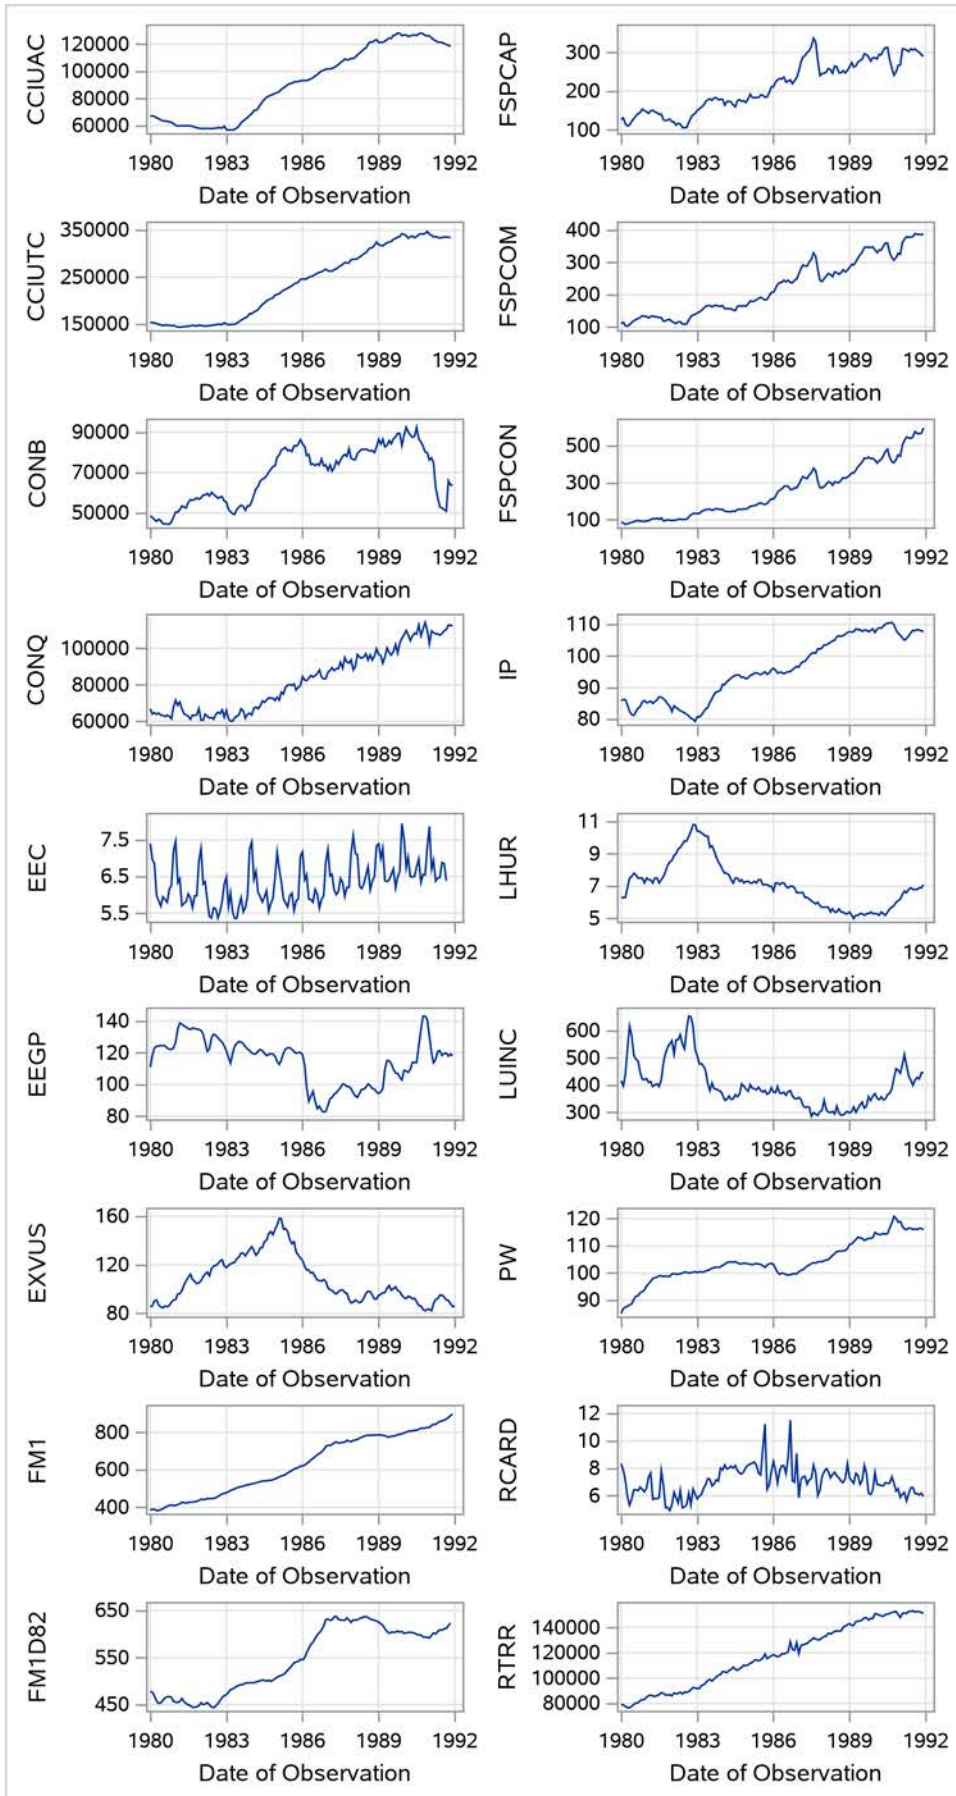 CCIUAC
120000
100000
80000
60000
1980 1983 1986 1989 1992
Date of Observation
FSPCAP
300
200
100
1980 1983 1986 1989 1992
Date of Observation
CCIUTC
350000
250000
150000
1980 1983 1986 1989 1992
Date of Observation
FSPCOM
400
300
200
100
1980 1983 1986 1989 1992
Date of Observation
CONB
90000
70000
50000
1980 1983 1986 1989 1992
Date of Observation
FSPCON
500
300
100
1980 1983 1986 1989 1992
Date of Observation
CONQ
100000
80000
60000
1980 1983 1986 1989 1992
Date of Observation
IP
110
100
90
80
1980 1983 1986 1989 1992
Date of Observation
EEC
7.5
6.5
5.5
1980 1983 1986 1989 1992
Date of Observation
LHUR
11
9
7
5
1980 1983 1986 1989 1992
Date of Observation
EEGP
140
120
100
80
1980 1983 1986 1989 1992
Date of Observation
LUINC
600
500
400
300
1980 1983 1986 1989 1992
Date of Observation
EXVUS
160
120
80
1980 1983 1986 1989 1992
Date of Observation
PW
120
110
100
90
1980 1983 1986 1989 1992
Date of Observation
FM1
800
600
400
1980 1983 1986 1989 1992
Date of Observation
RCARD
12
10
8
6
1980 1983 1986 1989 1992
Date of Observation
FM1D82
650
550
450
1980 1983 1986 1989 1992
Date of Observation
RTRR
140000
120000
100000
80000
1980 1983 1986 1989 1992
Date of Observation